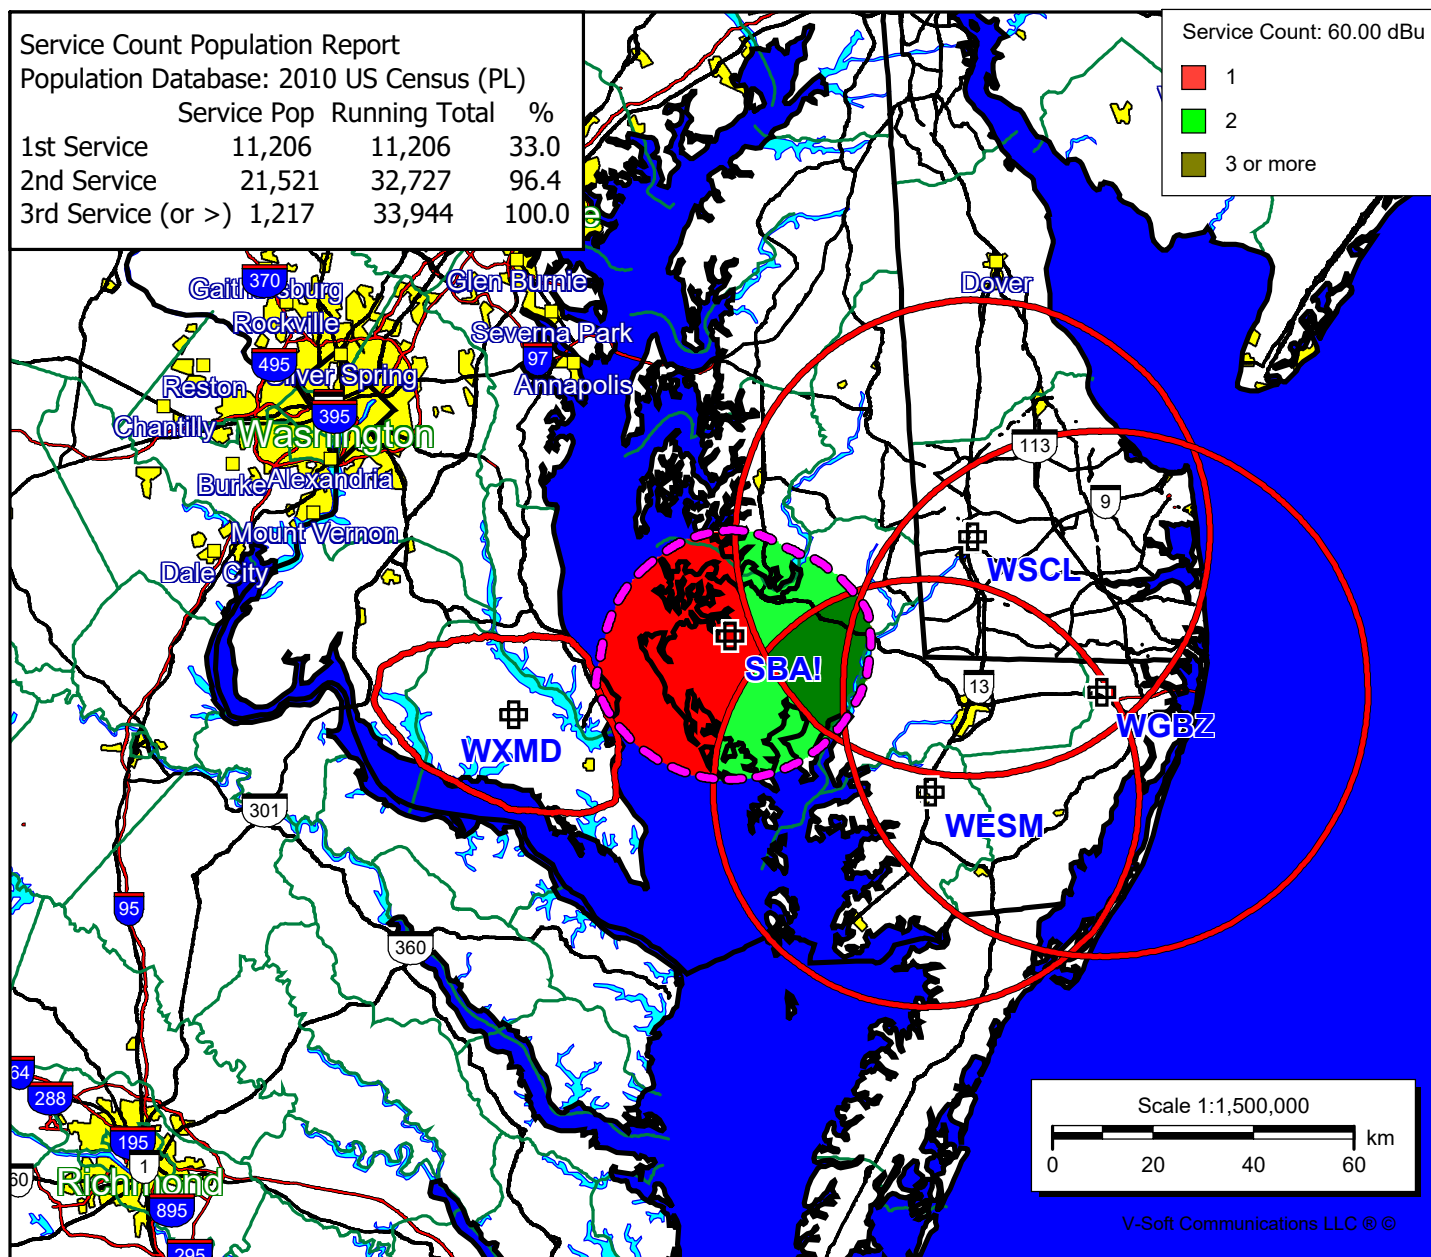 Service Count Population Report
Population Database: 2010 US Census (PL)
Service Pop Running Total %
1st Service 11,206 11,206 33.0
2nd Service 21,521 32,727 96.4
3rd Service (or >) 1,217 33,944 100.0
Service Count: 60.00 dBu
1
2
3 or more
e
370
Gaithersburg
Glen Burnie
Dover
Rockville
Severna Park
97
495
Silver Spring
Reston
Annapolis
395
Chantilly
Washington
113
Burke
Alexandria
9
Mount Vernon
WSCL
Dale City
SBA!
13
WGBZ
WXMD
301
WESM
95
360
64
288
195
1
60
Richmond
895
295
Scale 1:1,500,000
km
0 20 40 60
V-Soft Communications LLC ® ©